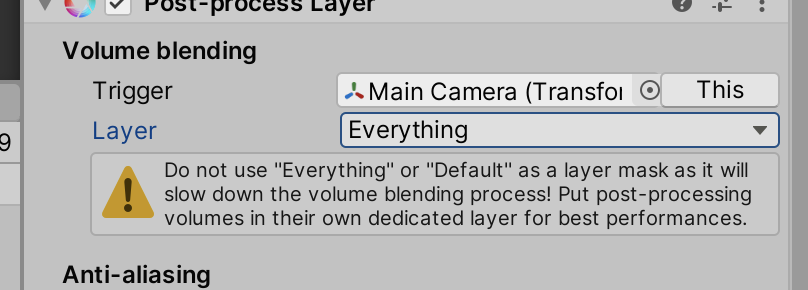 Post-process Layer
Volume blending
Trigger
Main Camera (Transfor
This
Layer
Everything
Do not use "Everything" or "Default" as a layer mask as it will
slow down the volume blending process! Put post-processing
volumes in their own dedicated layer for best performances.
9
Anti-aliasing